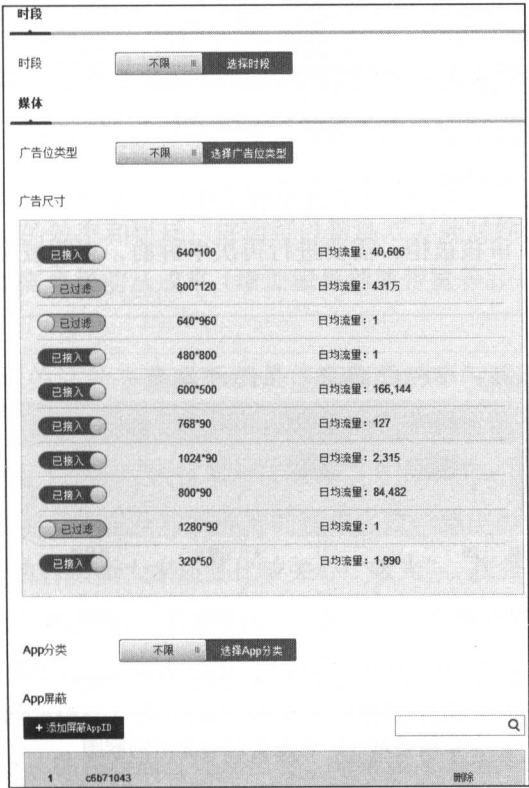 时段
时段 不限 选择时段
媒体
广告位类型 不限 选择广告位类型
广告尺寸
已接入 640*100 日均流量：40,606
已过滤 800*120 日均流量：431万
已过滤 640*960 日均流量：1
已接入 480*800 日均流量：1
已接入 600*500 日均流量：166,144
已接入 768*90 日均流量：127
已接入 1024*90 日均流量：2,315
已接入 800*90 日均流量：84,482
已过滤 1280*90 日均流量：1
已接入 320*50 日均流量：1,990
App分类 不限 选择App分类
App屏蔽
+ 添加屏蔽AppID
1 c6b71043 删除